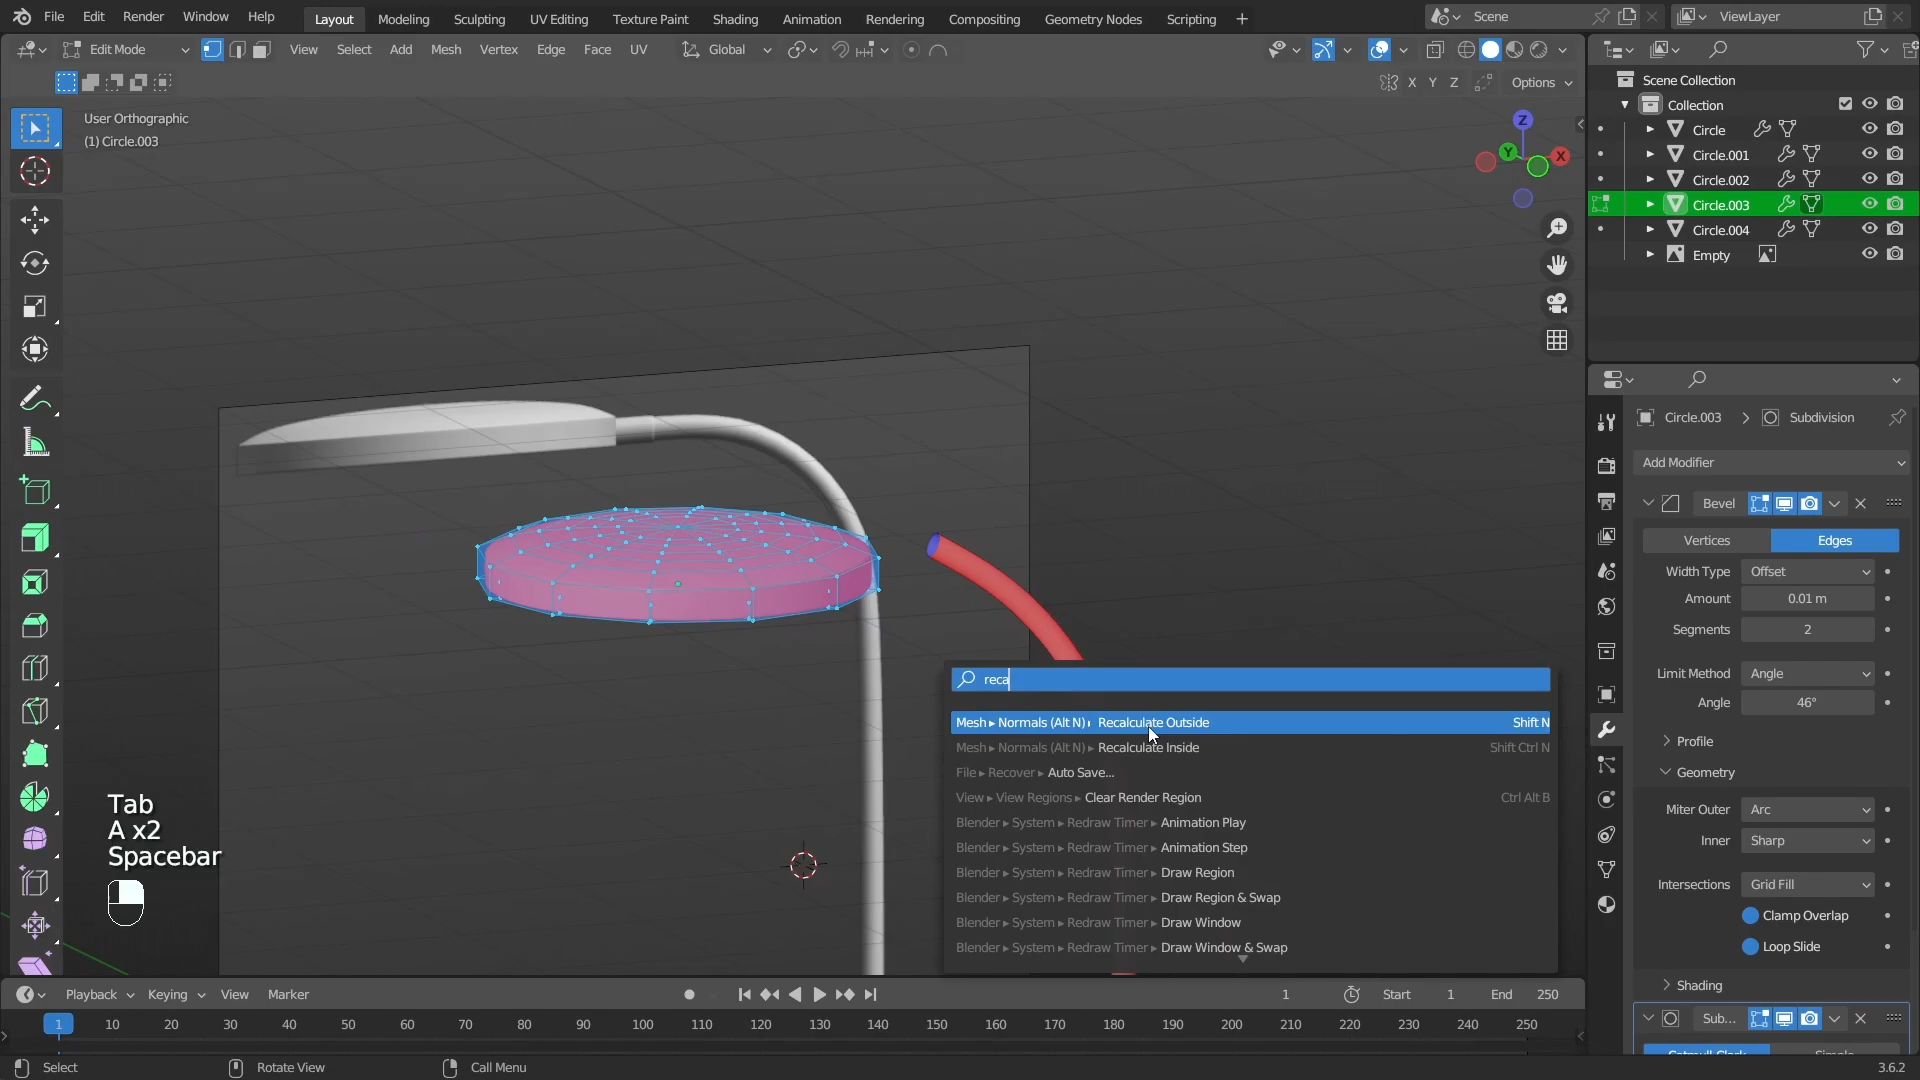 File Edit Render Window Help Layout Modeling Sculpting UV Editing Texture Paint Shading Animation Rendering Compositing Geometry Nodes Scripting + Scene ViewLayer
Edit Mode View Select Add Mesh Vertex Edge Face UV Global
X Y Z Options
User Orthographic
(1) Circle.003
Z
Y
X
Scene Collection
Collection
Circle
Circle.001
Circle.002
Circle.003
Circle.004
Empty
Circle.003 > Subdivision
Add Modifier
Bevel
Vertices Edges
Width Type Offset
Amount 0.01 m
Segments 2
Limit Method Angle
Angle 46°
Profile
Geometry
Miter Outer Arc
Inner Sharp
Intersections Grid Fill
Clamp Overlap
Loop Slide
Shading
Sub...
Catmull-Clark Simple
reca
Mesh ▸ Normals (Alt N) ▸ Recalculate Outside Shift N
Mesh ▸ Normals (Alt N) ▸ Recalculate Inside Shift Ctrl N
File ▸ Recover ▸ Auto Save...
View ▸ View Regions ▸ Clear Render Region Ctrl Alt B
Blender ▸ System ▸ Redraw Timer ▸ Animation Play
Blender ▸ System ▸ Redraw Timer ▸ Animation Step
Blender ▸ System ▸ Redraw Timer ▸ Draw Region
Blender ▸ System ▸ Redraw Timer ▸ Draw Region & Swap
Blender ▸ System ▸ Redraw Timer ▸ Draw Window
Blender ▸ System ▸ Redraw Timer ▸ Draw Window & Swap
Tab
A x2
Spacebar
Playback Keying View Marker 1 Start 1 End 250
1 10 20 30 40 50 60 70 80 90 100 110 120 130 140 150 160 170 180 190 200 210 220 230 240 250
Select Rotate View Call Menu 3.6.2